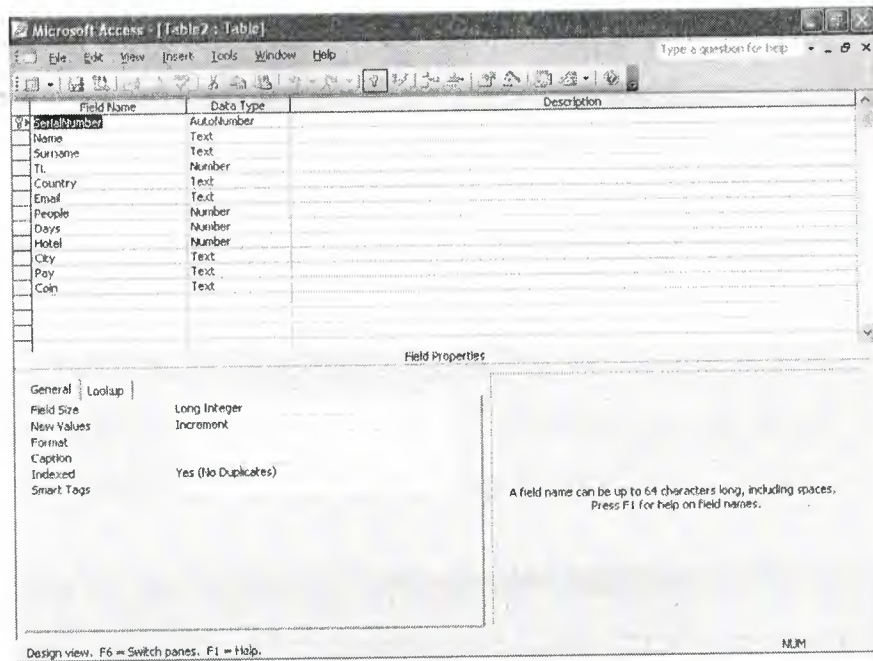 Microsoft Access - [Table2 : Table]
File Edit View Insert Tools Window Help Type a question for help
Field Name Data Type Description
SerialNumber AutoNumber
Name Text
Surname Text
TL Number
Country Text
Email Text
People Number
Days Number
Hotel Number
City Text
Pay Text
Coin Text
Field Properties
General Lookup
Field Size Long Integer
New Values Increment
Format
Caption
Indexed Yes (No Duplicates)
Smart Tags
A field name can be up to 64 characters long, including spaces.
Press F1 for help on field names.
Design view. F6 = Switch panes. F1 = Help. NUM